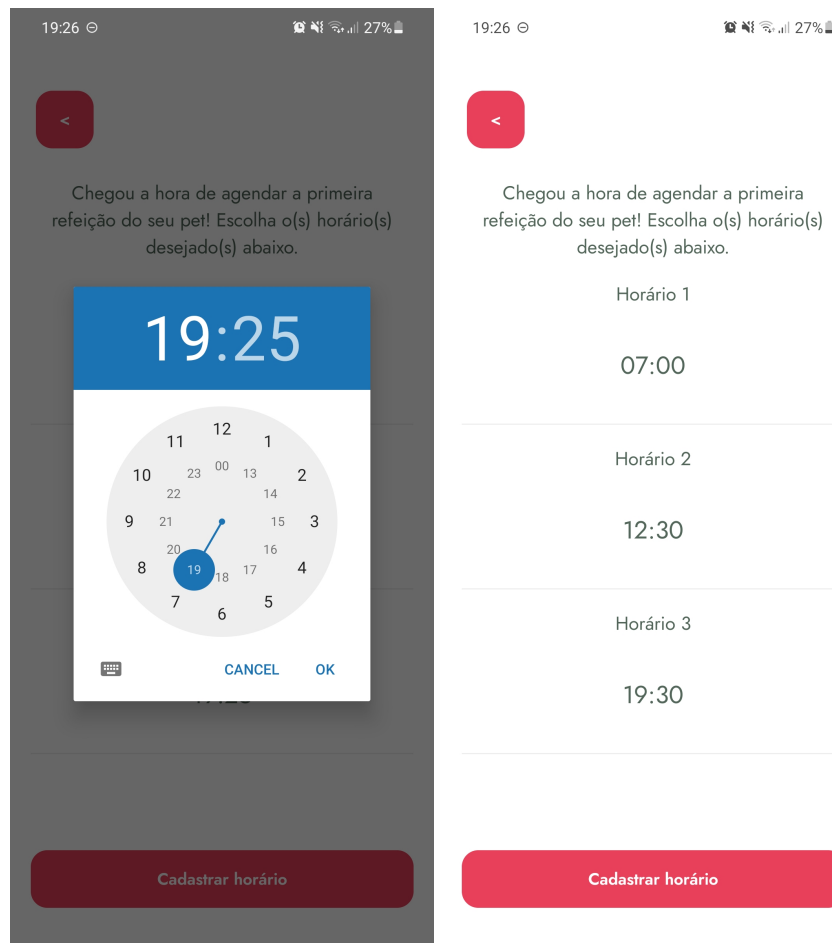 19:26
27%
<
Chegou a hora de agendar a primeira
refeição do seu pet! Escolha o(s) horário(s)
desejado(s) abaixo.
19:25
12
11
1
00
23
13
10
2
22
14
9
21
15
3
20
16
8
19
17
4
18
7
5
6
CANCEL
OK
Cadastrar horário
19:26
27%
<
Chegou a hora de agendar a primeira
refeição do seu pet! Escolha o(s) horário(s)
desejado(s) abaixo.
Horário 1
07:00
Horário 2
12:30
Horário 3
19:30
Cadastrar horário